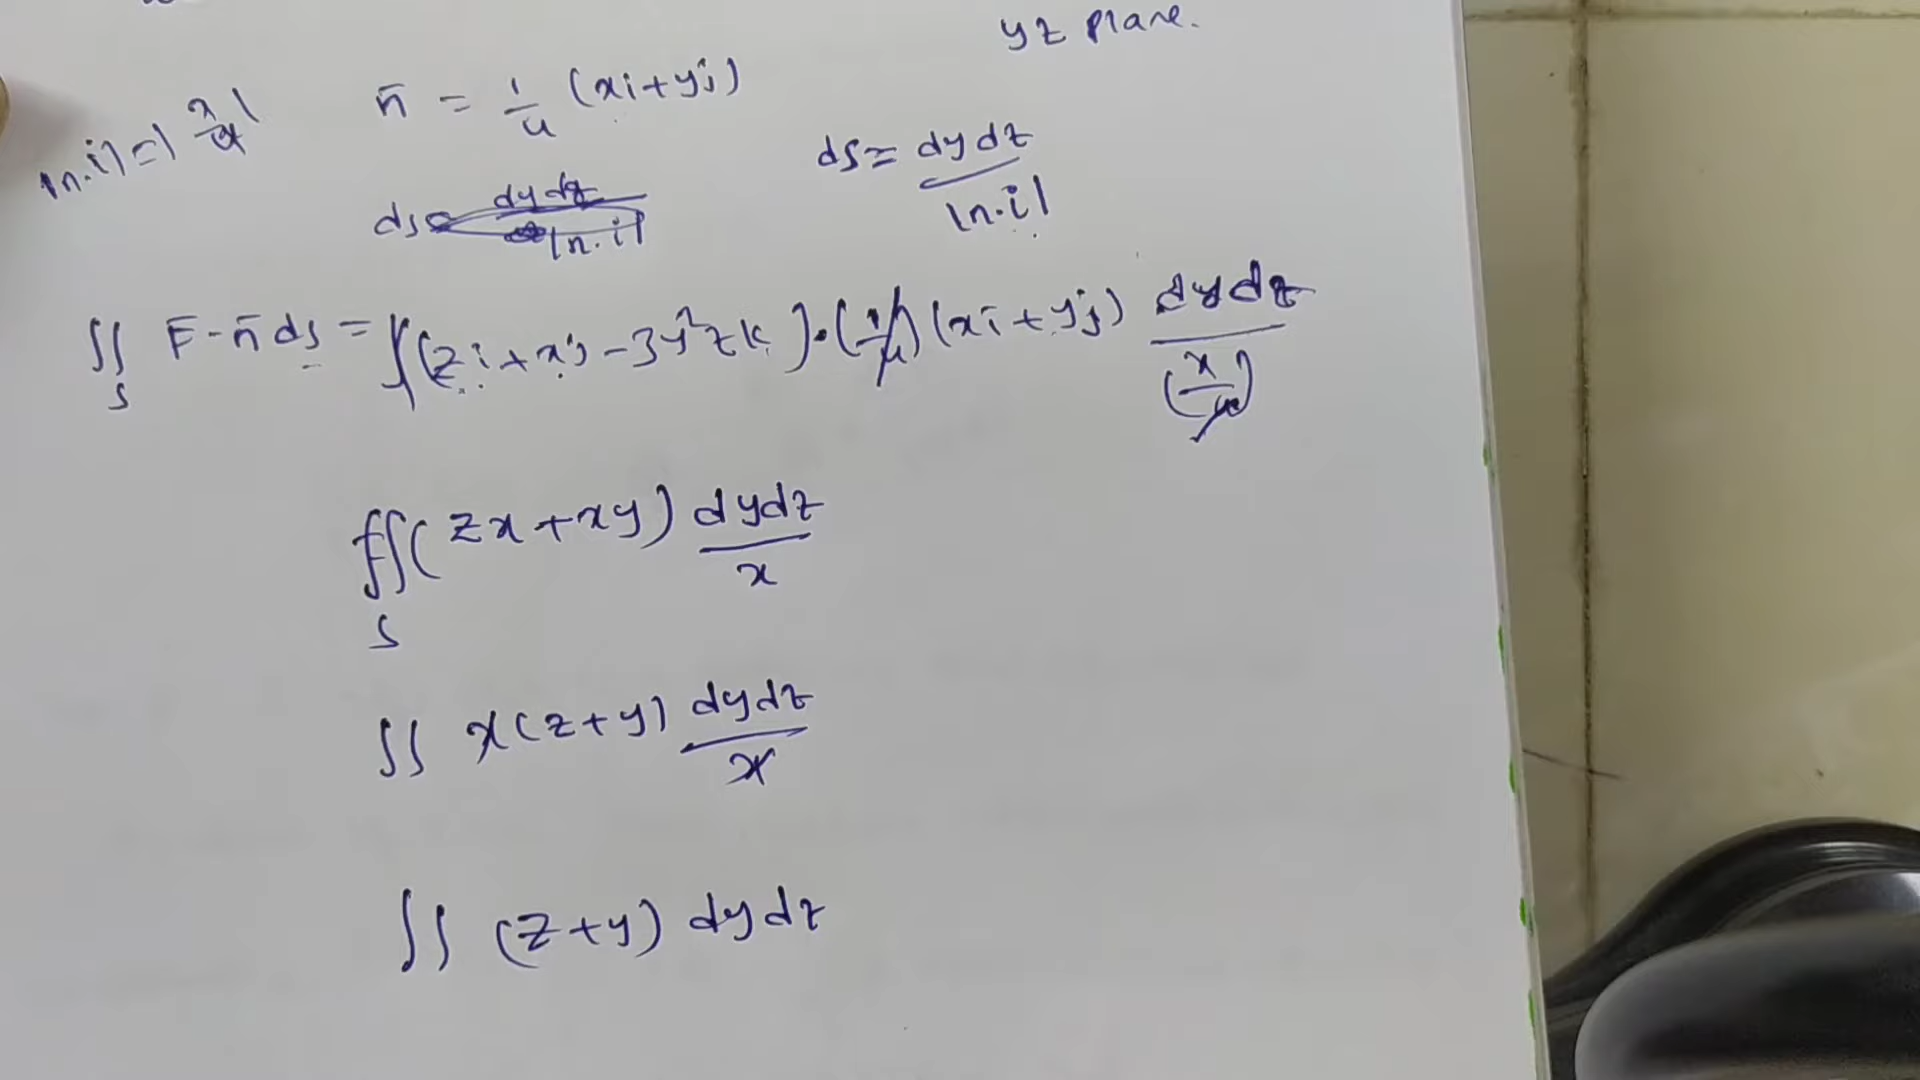 yz plane.
|n.i|=|x/4| n̄ = 1/4 (xi+yj)
ds= dydz/|n.i| ds= dydz/|n.i|
∬S F̄-n̄ ds = ∫(zi+xj-3y²zk)·(1/4)(xi+yj) dydz/(x/4)
∬S (zx+xy) dydz/x
∬ x(z+y) dydz/x
∬ (z+y) dydz